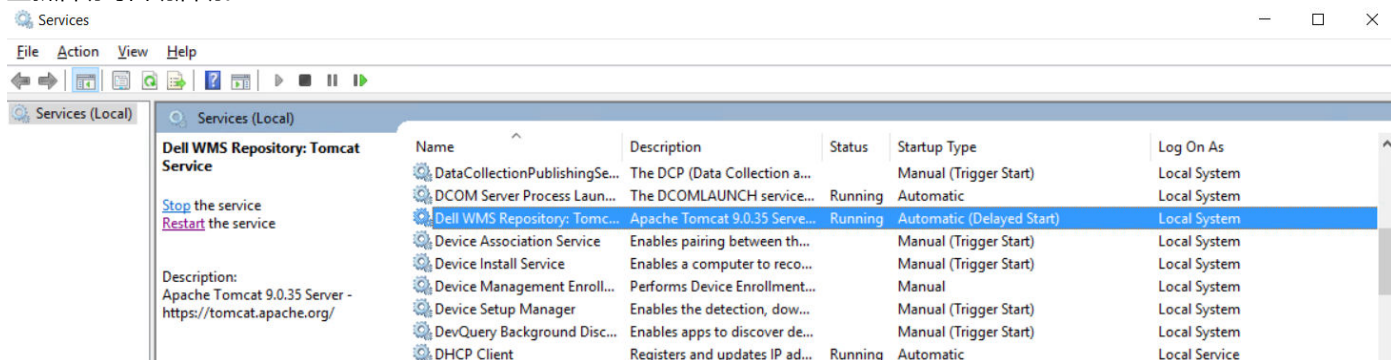 Services
File Action View Help
Services (Local)
Services (Local)
Dell WMS Repository: Tomcat
Service
Stop the service
Restart the service
Description:
Apache Tomcat 9.0.35 Server -
https://tomcat.apache.org/
Name Description Status Startup Type Log On As
DataCollectionPublishingSe... The DCP (Data Collection a... Manual (Trigger Start) Local System
DCOM Server Process Laun... The DCOMLAUNCH service... Running Automatic Local System
Dell WMS Repository: Tomc... Apache Tomcat 9.0.35 Serve... Running Automatic (Delayed Start) Local System
Device Association Service Enables pairing between th... Manual (Trigger Start) Local System
Device Install Service Enables a computer to reco... Manual (Trigger Start) Local System
Device Management Enroll... Performs Device Enrollment... Manual Local System
Device Setup Manager Enables the detection, dow... Manual (Trigger Start) Local System
DevQuery Background Disc... Enables apps to discover de... Manual (Trigger Start) Local System
DHCP Client Registers and updates IP ad... Running Automatic Local Service